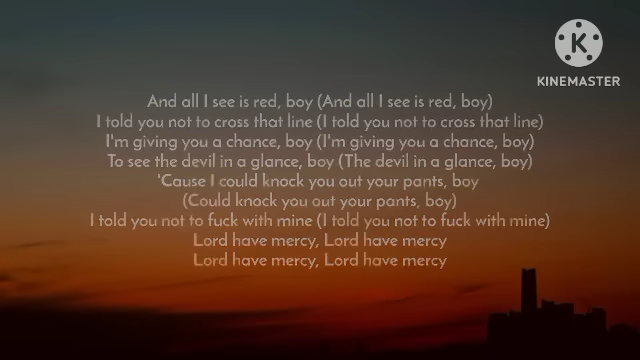 K
KINEMASTER
And all I see is red, boy (And all I see is red, boy)
I told you not to cross that line (I told you not to cross that line)
I'm giving you a chance, boy (I'm giving you a chance, boy)
To see the devil in a glance, boy (The devil in a glance, boy)
'Cause I could knock you out your pants, boy
(Could knock you out your pants, boy)
I told you not to fuck with mine (I told you not to fuck with mine)
Lord have mercy, Lord have mercy
Lord have mercy, Lord have mercy